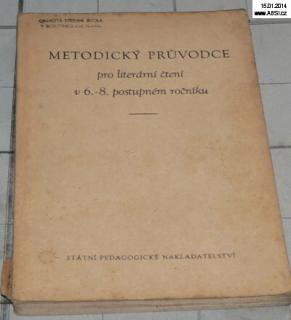 15.01.2014
www.ABSI.cz
METODICKÝ PRŮVODCE
pro literární čtení
v 6.-8. postupném ročníku
STÁTNÍ PEDAGOGICKÉ NAKLADATELSTVÍ